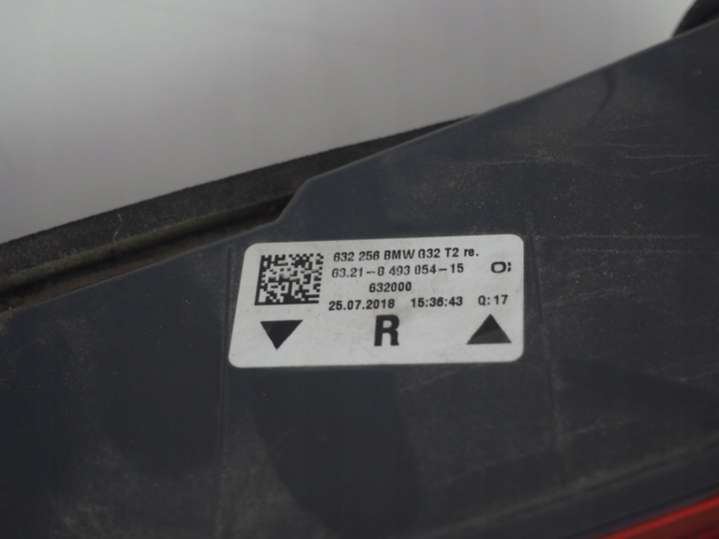 632 256 BMW G32 T2 re.
63.21-8 493 654-15
632000
25.07.2018 15:36:43 Q:17
R